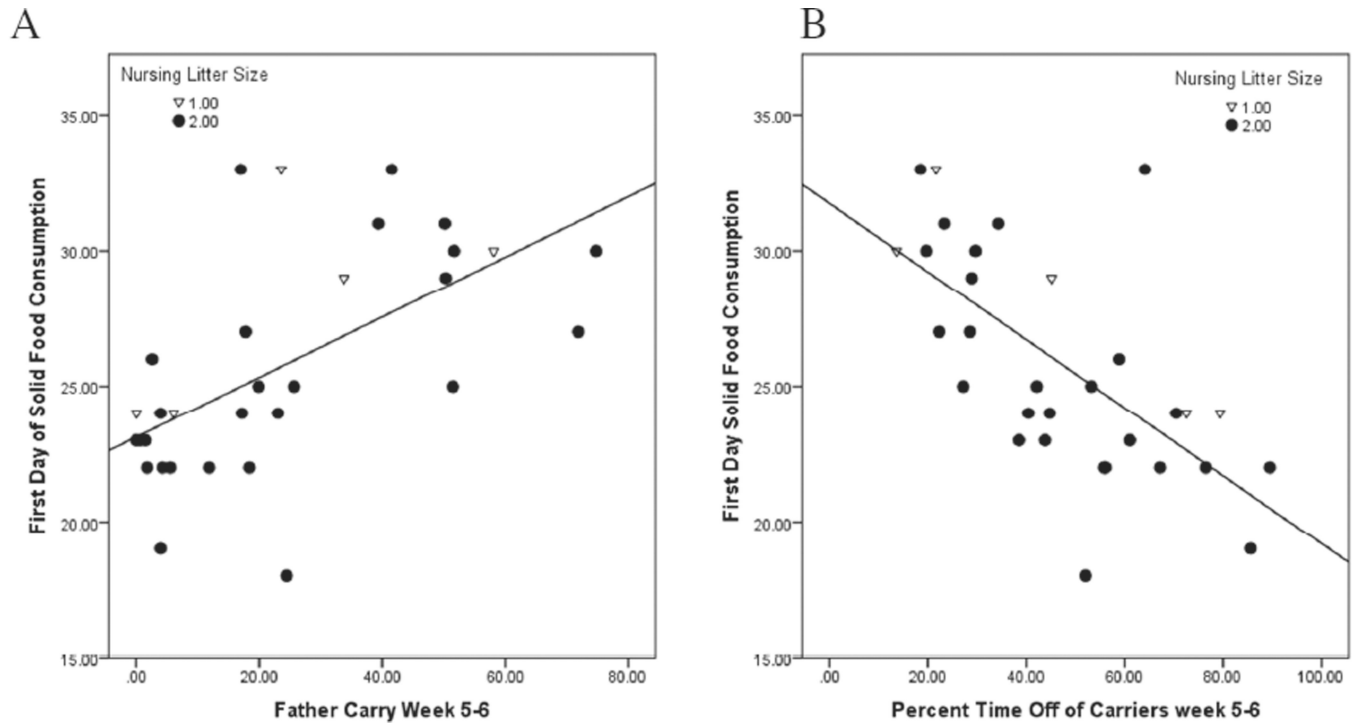 A
Nursing Litter Size
1.00
2.00
35.00
30.00
25.00
20.00
15.00
.00 20.00 40.00 60.00 80.00
First Day of Solid Food Consumption
Father Carry Week 5-6
B
Nursing Litter Size
1.00
2.00
35.00
30.00
25.00
20.00
15.00
.00 20.00 40.00 60.00 80.00 100.00
First Day Solid Food Consumption
Percent Time Off of Carriers week 5-6